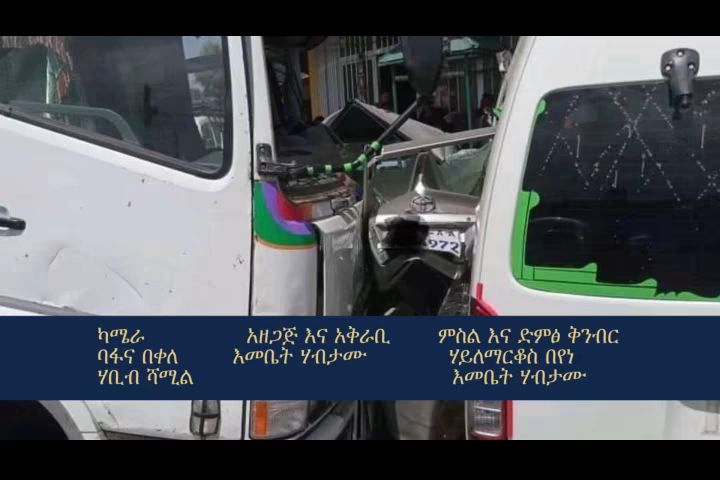 ካሜራ አዘጋጅ እና አቅራቢ ምስል እና ድምፅ ቅንብር
ባፋና በቀለ እመቤት ሃብታሙ ሃይለማርቆስ በየነ
ሃቢብ ሻሚል እመቤት ሃብታሙ